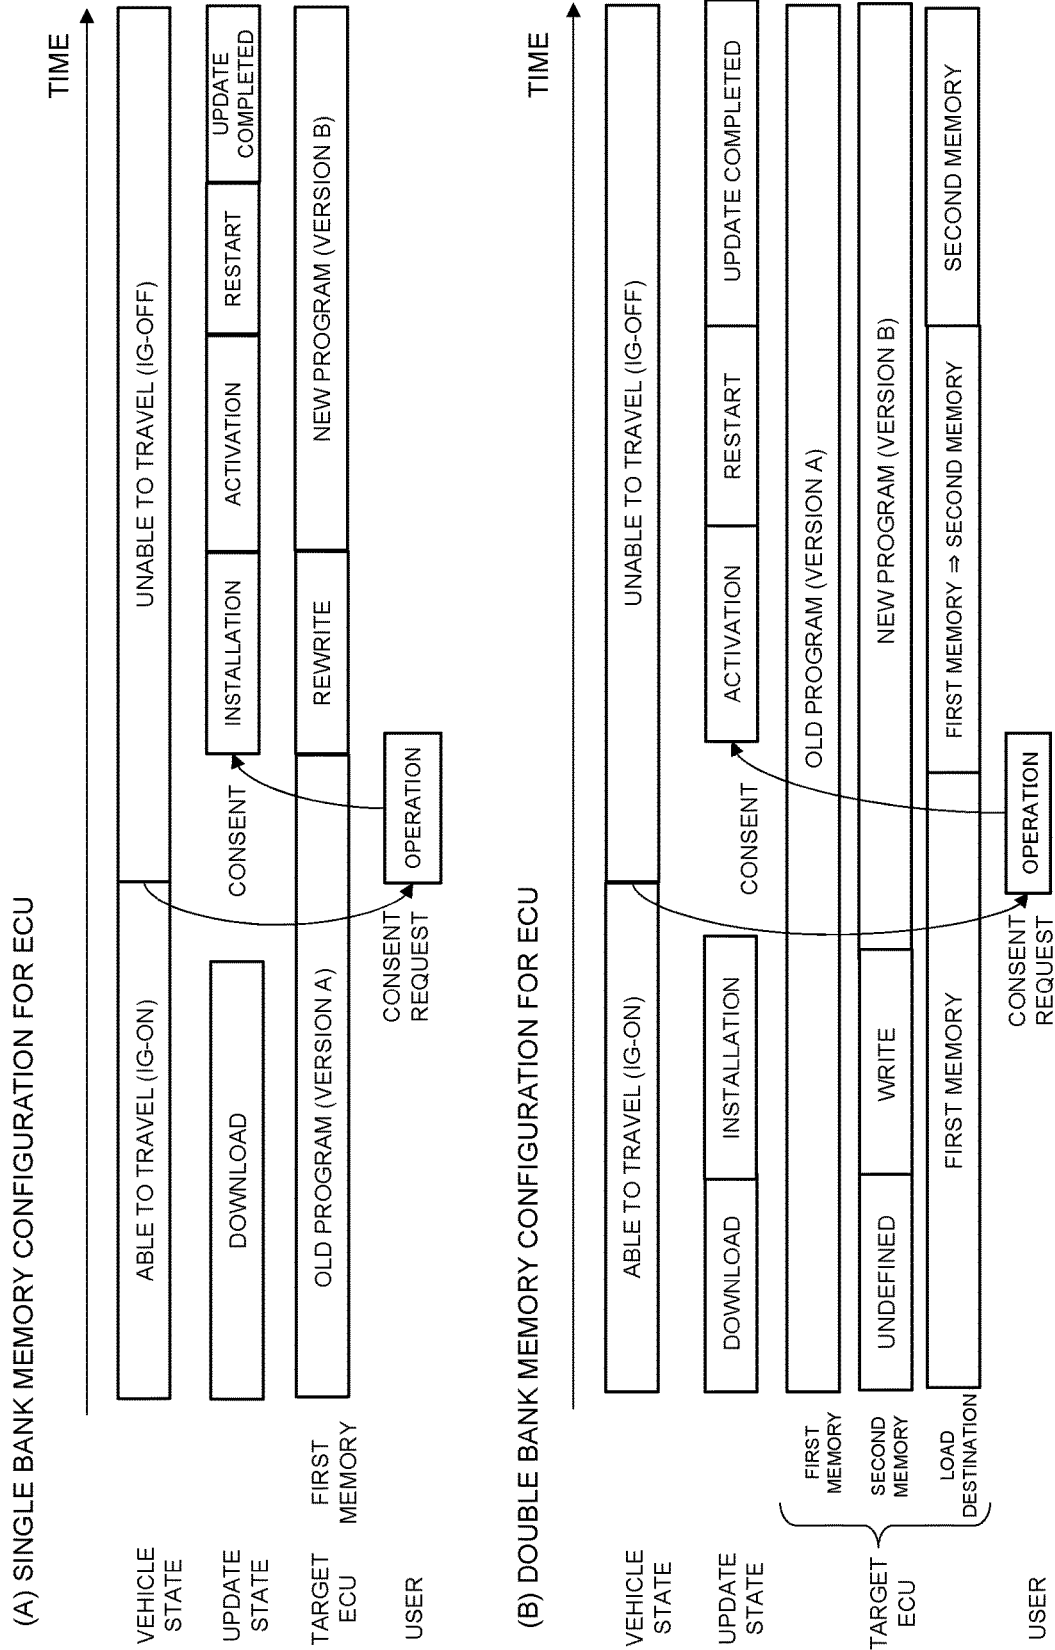 (A) SINGLE BANK MEMORY CONFIGURATION FOR ECU
TIME
VEHICLE
STATE
ABLE TO TRAVEL (IG-ON)
UNABLE TO TRAVEL (IG-OFF)
UPDATE
STATE
DOWNLOAD
CONSENT
INSTALLATION
ACTIVATION
RESTART
UPDATE
COMPLETED
TARGET
ECU
FIRST
MEMORY
OLD PROGRAM (VERSION A)
REWRITE
NEW PROGRAM (VERSION B)
USER
CONSENT
REQUEST
OPERATION
(B) DOUBLE BANK MEMORY CONFIGURATION FOR ECU
TIME
VEHICLE
STATE
ABLE TO TRAVEL (IG-ON)
UNABLE TO TRAVEL (IG-OFF)
UPDATE
STATE
DOWNLOAD
INSTALLATION
CONSENT
ACTIVATION
RESTART
UPDATE COMPLETED
TARGET
ECU
FIRST
MEMORY
OLD PROGRAM (VERSION A)
SECOND
MEMORY
UNDEFINED
WRITE
NEW PROGRAM (VERSION B)
LOAD
DESTINATION
FIRST MEMORY
FIRST MEMORY ⇒ SECOND MEMORY
SECOND MEMORY
USER
CONSENT
REQUEST
OPERATION